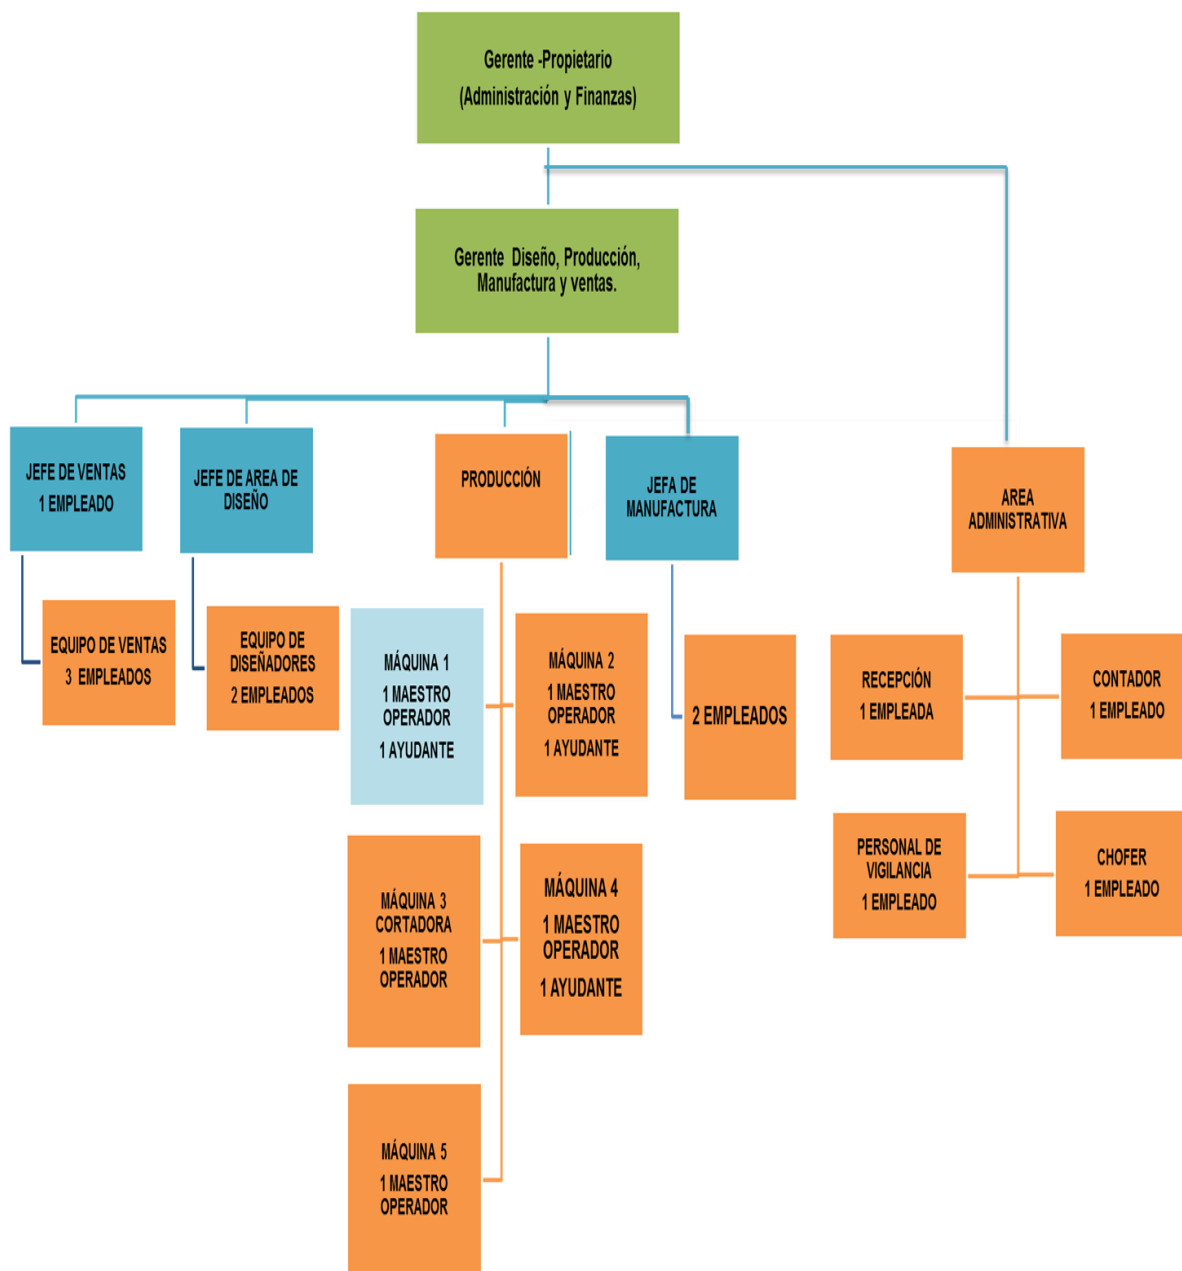 Gerente -Propietario
(Administración y Finanzas)
Gerente Diseño, Producción,
Manufactura y ventas.
JEFE DE VENTAS
1 EMPLEADO
JEFE DE AREA DE
DISEÑO
PRODUCCIÓN
JEFA DE
MANUFACTURA
AREA
ADMINISTRATIVA
EQUIPO DE VENTAS
3 EMPLEADOS
EQUIPO DE
DISEÑADORES
2 EMPLEADOS
MÁQUINA 1
1 MAESTRO
OPERADOR
1 AYUDANTE
MÁQUINA 2
1 MAESTRO
OPERADOR
1 AYUDANTE
2 EMPLEADOS
RECEPCIÓN
1 EMPLEADA
CONTADOR
1 EMPLEADO
MÁQUINA 3
CORTADORA
1 MAESTRO
OPERADOR
MÁQUINA 4
1 MAESTRO
OPERADOR
1 AYUDANTE
PERSONAL DE
VIGILANCIA
1 EMPLEADO
CHOFER
1 EMPLEADO
MÁQUINA 5
1 MAESTRO
OPERADOR